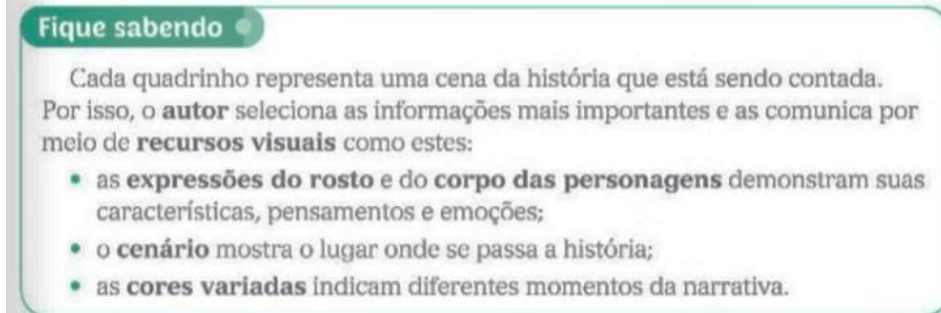 Fique sabendo
Cada quadrinho representa uma cena da história que está sendo contada.
Por isso, o autor seleciona as informações mais importantes e as comunica por
meio de recursos visuais como estes:
• as expressões do rosto e do corpo das personagens demonstram suas
características, pensamentos e emoções;
• o cenário mostra o lugar onde se passa a história;
• as cores variadas indicam diferentes momentos da narrativa.